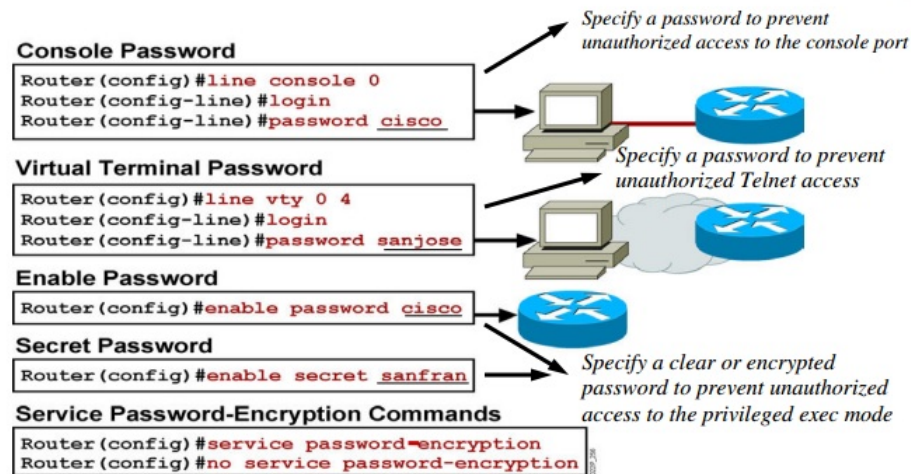 Specify a password to prevent
unauthorized access to the console port
Console Password
Router(config)#line console 0
Router(config-line)#login
Router(config-line)#password cisco
Virtual Terminal Password
Specify a password to prevent
unauthorized Telnet access
Router(config)#line vty 0 4
Router(config-line)#login
Router(config-line)#password sanjose
Enable Password
Router(config)#enable password cisco
Secret Password
Router(config)#enable secret sanfran
Specify a clear or encrypted
password to prevent unauthorized
access to the privileged exec mode
Service Password-Encryption Commands
Router(config)#service password-encryption
Router(config)#no service password-encryption